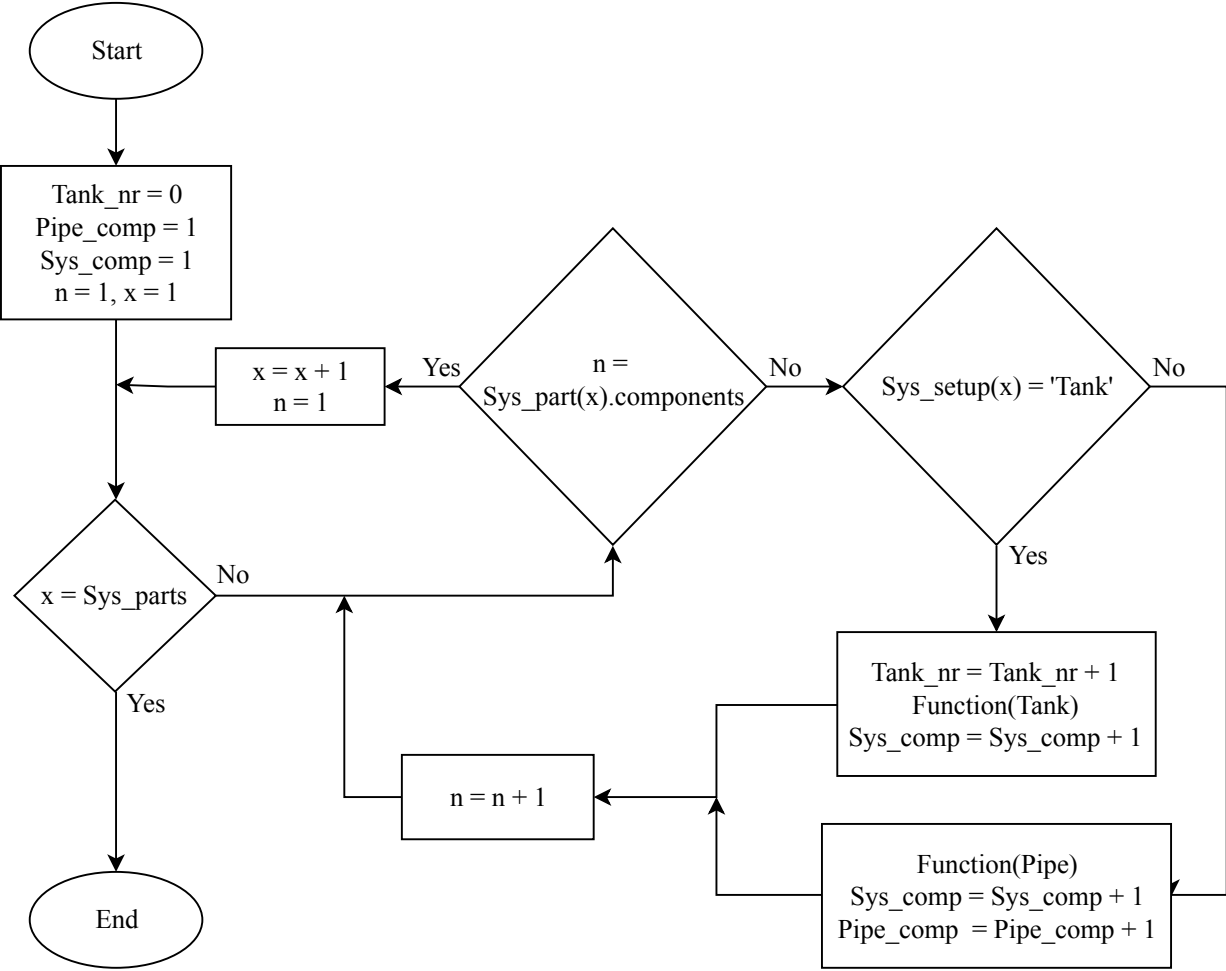 Start
Tank_nr = 0
Pipe_comp = 1
Sys_comp = 1
n = 1, x = 1
x = x + 1
n = 1
Yes
n =
Sys_part(x).components
No
Sys_setup(x) = 'Tank'
No
Yes
x = Sys_parts
No
Yes
Tank_nr = Tank_nr + 1
Function(Tank)
Sys_comp = Sys_comp + 1
n = n + 1
Function(Pipe)
Sys_comp = Sys_comp + 1
Pipe_comp = Pipe_comp + 1
End